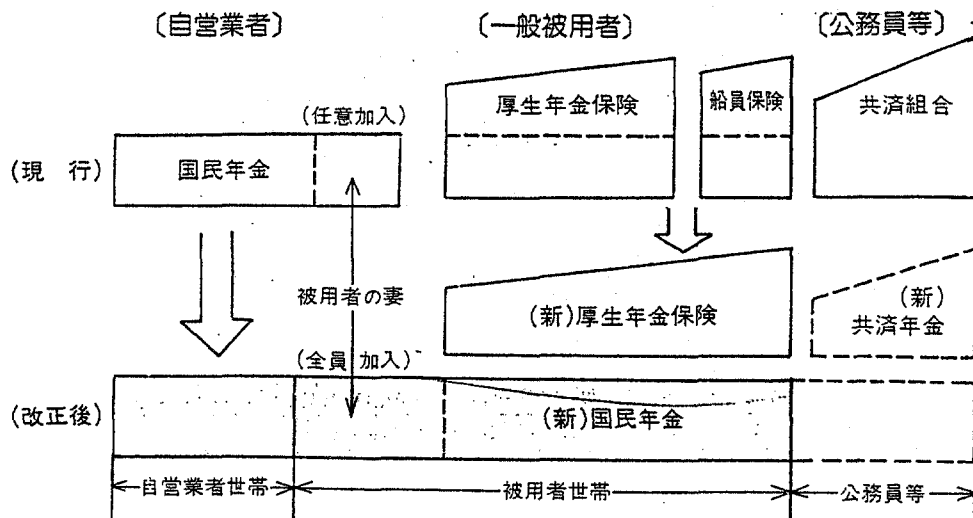 〔自営業者〕
〔一般被用者〕
〔公務員等〕
(現 行)
国民年金
(任意加入)
厚生年金保険
船員保険
共済組合
被用者の妻
(新)厚生年金保険
(新)
共済年金
(全員加入)
(改正後)
(新)国民年金
自営業者世帯
被用者世帯
公務員等